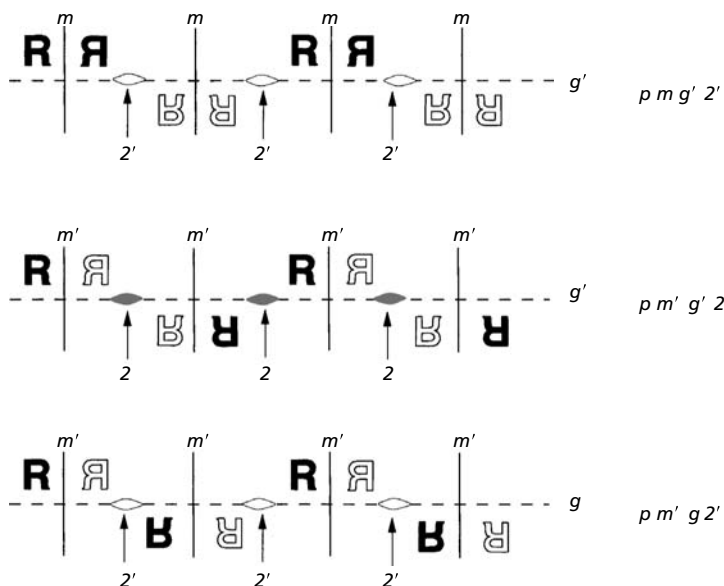 m m m m
R R R R
g′ p m g′ 2′
R R R R
2′ 2′ 2′
m′ m′ m′ m′
R R R R
g′ p m′ g′ 2
R R R R
2 2 2
m′ m′ m′ m′
R R R R
g p m′ g 2′
R R R R
2′ 2′ 2′